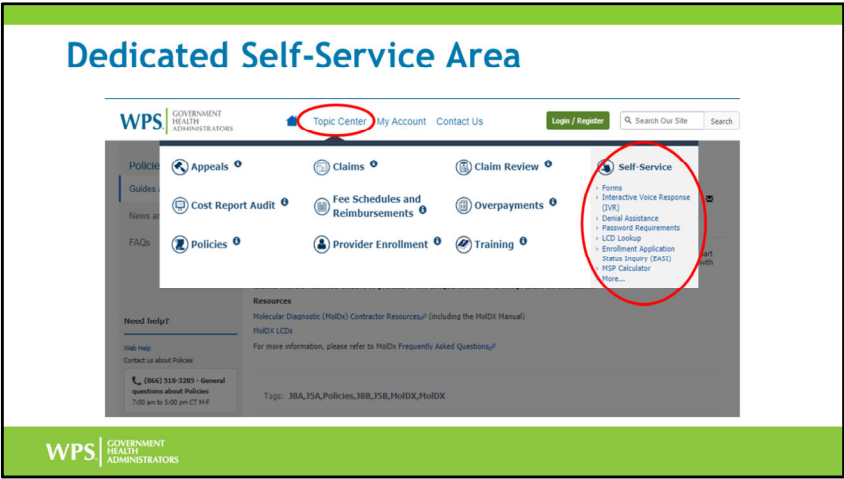 Dedicated Self-Service Area
WPS. GOVERNMENT
HEALTH
ADMINISTRATORS
Topic Center My Account Contact Us
Login / Register
Search Our Site
Search
Policie
Guides a
News an
FAQs
Appeals
Claims
Claim Review
Cost Report Audit
Fee Schedules and
Reimbursements
Overpayments
Policies
Provider Enrollment
Training
Self-Service
Forms
Interactive Voice Response
(IVR)
Denial Assistance
Password Requirements
LCD Lookup
Enrollment Application
Status Inquiry (EASI)
MSP Calculator
More...
art
with
Resources
Molecular Diagnostic (MolDx) Contractor Resources (including the MolDX Manual)
MolDX LCDs
For more information, please refer to MolDx Frequently Asked Questions
Need help?
Web Help
Contact us about Policies
(866) 518-3285 - General
questions about Policies
7:00 am to 5:00 pm CT M-F
Tags: J8A,J5A,Policies,J8B,J5B,MolDX,MolDX
WPS. GOVERNMENT
HEALTH
ADMINISTRATORS